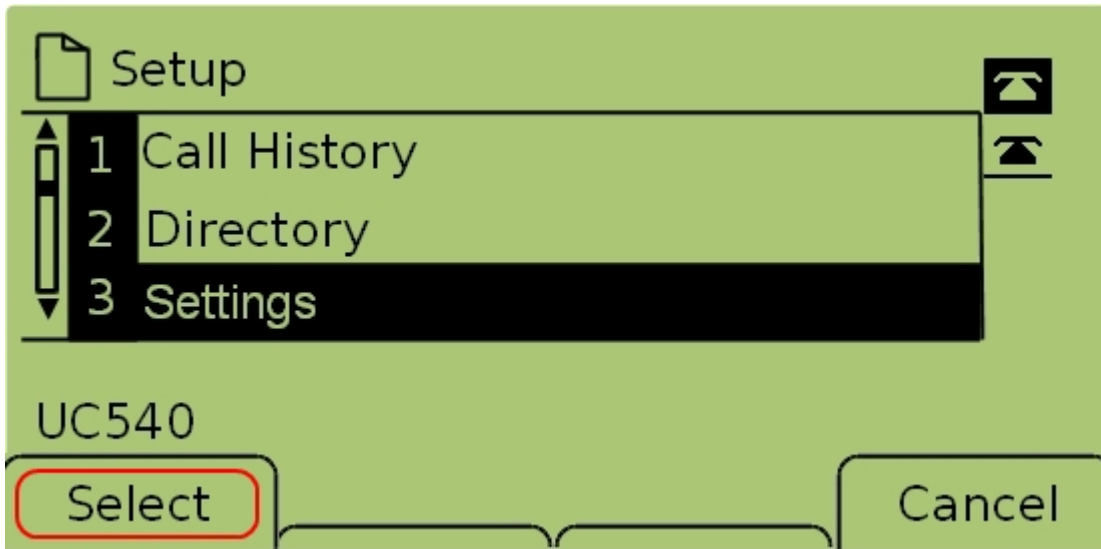 Setup
1 Call History
2 Directory
3 Settings
UC540
Select Cancel